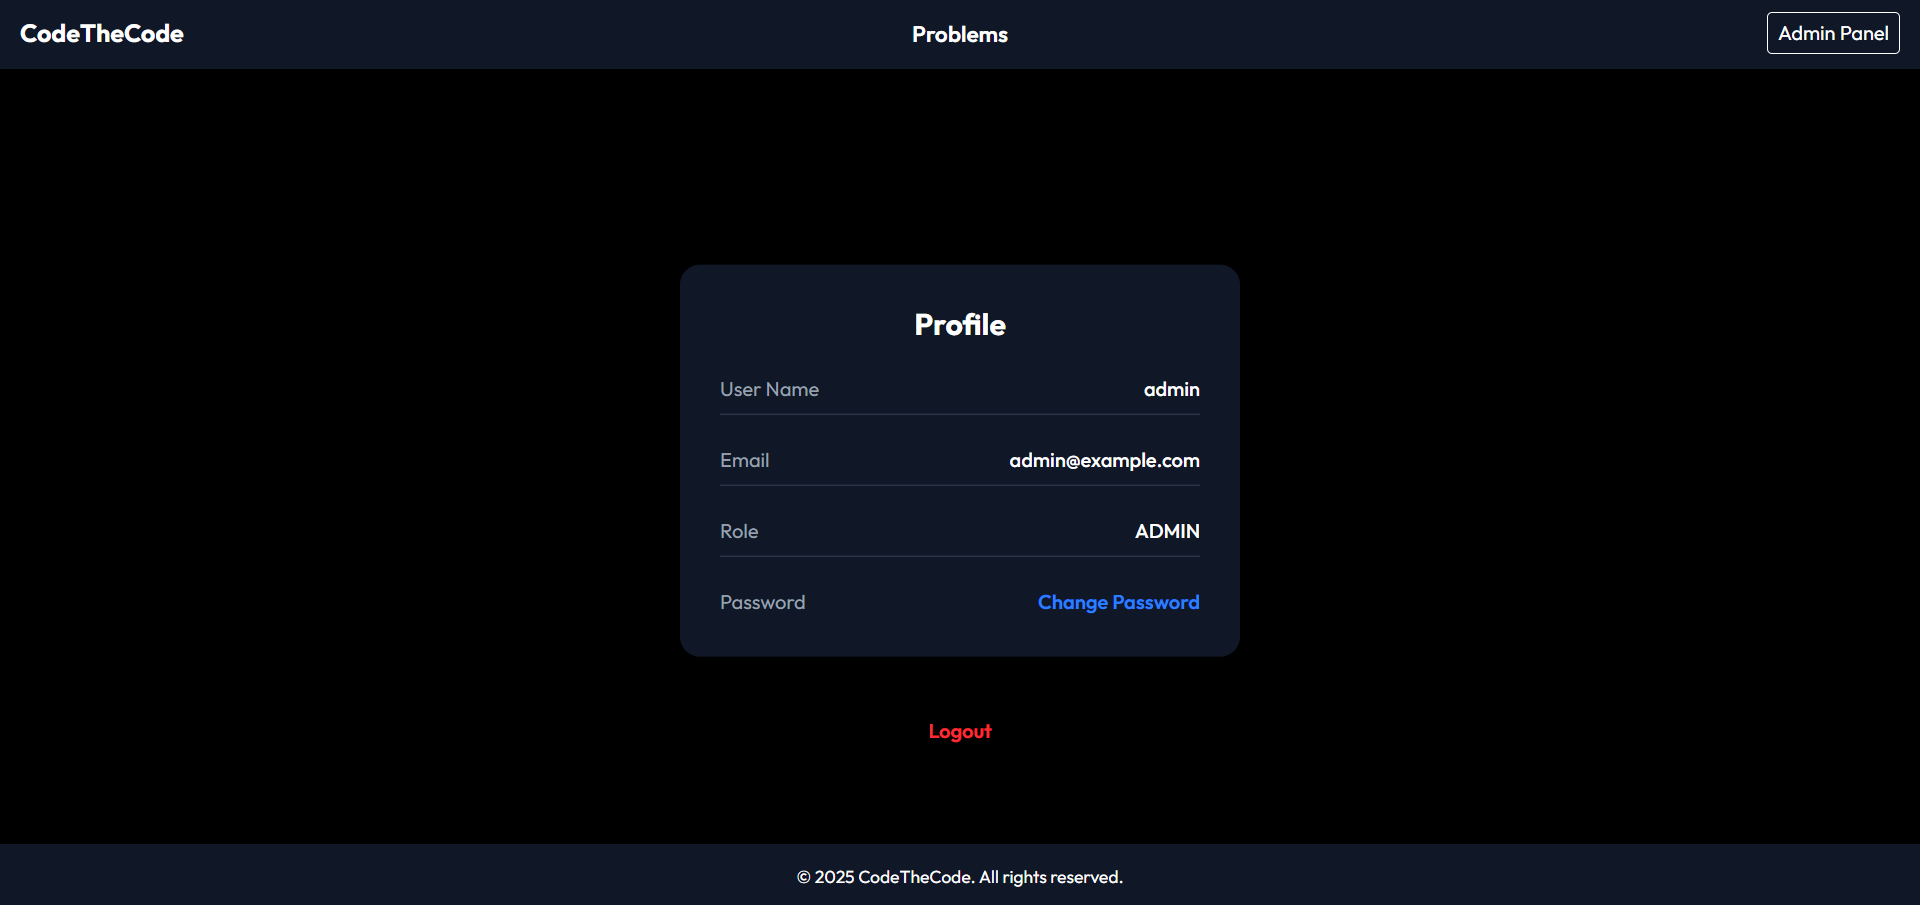 CodeTheCode
Problems
Admin Panel
Profile
User Name admin
Email admin@example.com
Role ADMIN
Password Change Password
Logout
© 2025 CodeTheCode. All rights reserved.